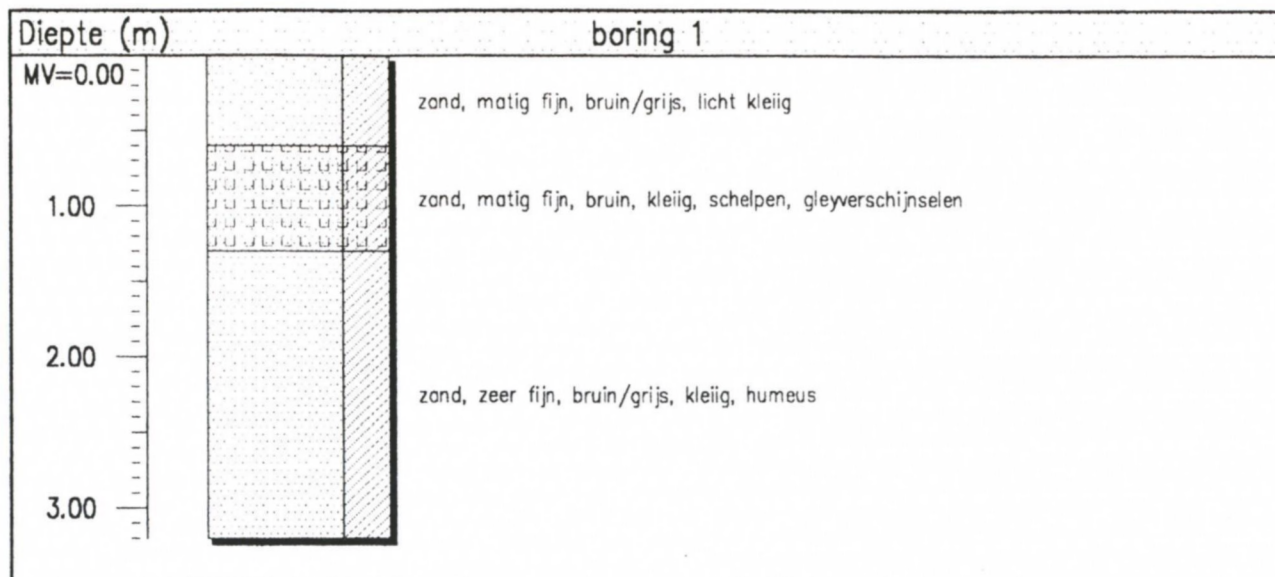 Diepte (m) boring 1
MV=0.00
zand, matig fijn, bruin/grijs, licht kleiig
1.00
zand, matig fijn, bruin, kleiig, schelpen, gleyverschijnselen
2.00
zand, zeer fijn, bruin/grijs, kleiig, humeus
3.00